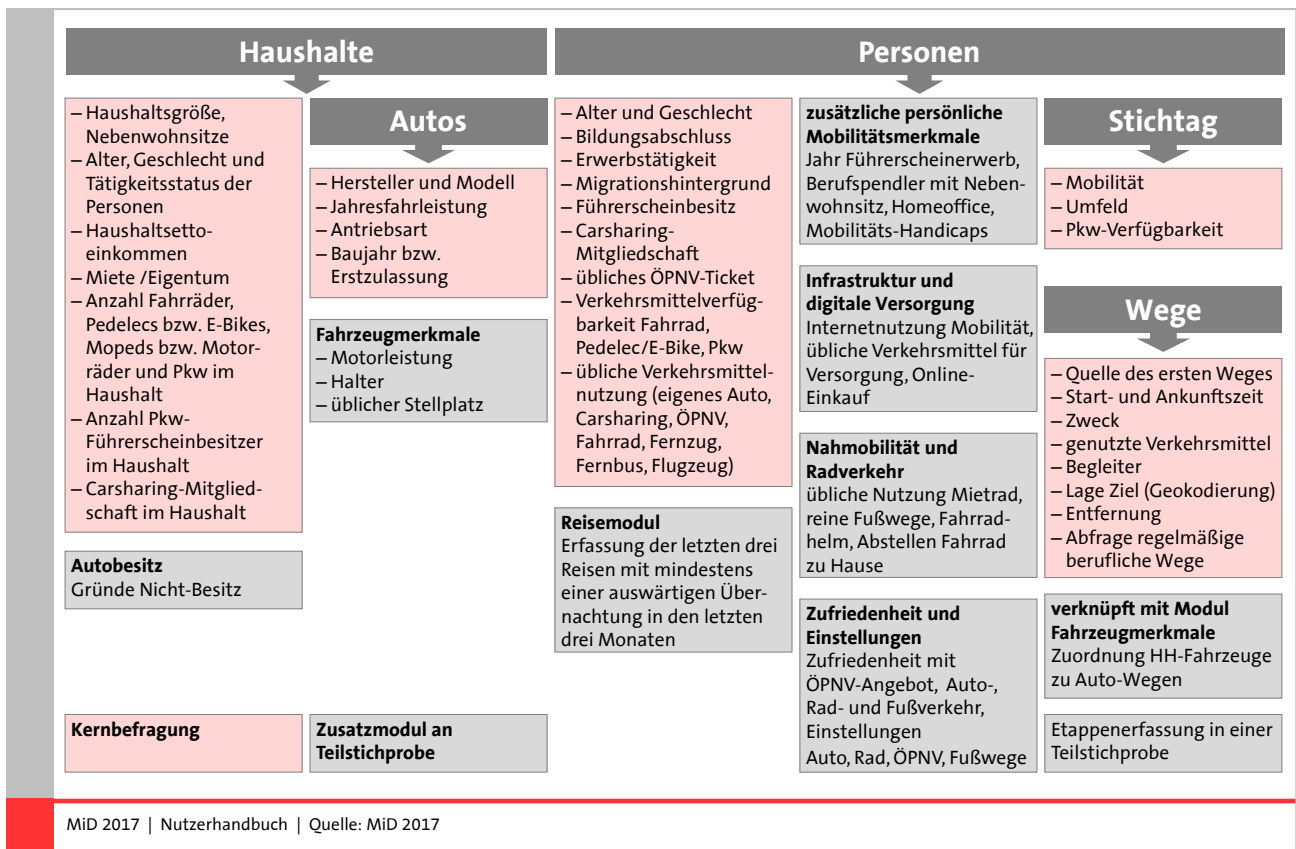 Haushalte
– Haushaltsgröße,
Nebenwohnsitze
– Alter, Geschlecht und
Tätigkeitsstatus der
Personen
– Haushaltsetto-
einkommen
– Miete /Eigentum
– Anzahl Fahrräder,
Pedelecs bzw. E-Bikes,
Mopeds bzw. Motor-
räder und Pkw im
Haushalt
– Anzahl Pkw-
Führerscheinbesitzer
im Haushalt
– Carsharing-Mitglied-
schaft im Haushalt
Autobesitz
Gründe Nicht-Besitz
Kernbefragung
Autos
– Hersteller und Modell
– Jahresfahrleistung
– Antriebsart
– Baujahr bzw.
Erstzulassung
Fahrzeugmerkmale
– Motorleistung
– Halter
– üblicher Stellplatz
Zusatzmodul an
Teilstichprobe
Personen
– Alter und Geschlecht
– Bildungsabschluss
– Erwerbstätigkeit
– Migrationshintergrund
– Führerscheinbesitz
– Carsharing-
Mitgliedschaft
– übliches ÖPNV-Ticket
– Verkehrsmittelverfüg-
barkeit Fahrrad,
Pedelec/E-Bike, Pkw
– übliche Verkehrsmittel-
nutzung (eigenes Auto,
Carsharing, ÖPNV,
Fahrrad, Fernzug,
Fernbus, Flugzeug)
Reisemodul
Erfassung der letzten drei
Reisen mit mindestens
einer auswärtigen Über-
nachtung in den letzten
drei Monaten
zusätzliche persönliche
Mobilitätsmerkmale
Jahr Führerscheinerwerb,
Berufspendler mit Neben-
wohnsitz, Homeoffice,
Mobilitäts-Handicaps
Infrastruktur und
digitale Versorgung
Internetnutzung Mobilität,
übliche Verkehrsmittel für
Versorgung, Online-
Einkauf
Nahmobilität und
Radverkehr
übliche Nutzung Mietrad,
reine Fußwege, Fahrrad-
helm, Abstellen Fahrrad
zu Hause
Zufriedenheit und
Einstellungen
Zufriedenheit mit
ÖPNV-Angebot, Auto-,
Rad- und Fußverkehr,
Einstellungen
Auto, Rad, ÖPNV, Fußwege
Stichtag
– Mobilität
– Umfeld
– Pkw-Verfügbarkeit
Wege
– Quelle des ersten Weges
– Start- und Ankunftszeit
– Zweck
– genutzte Verkehrsmittel
– Begleiter
– Lage Ziel (Geokodierung)
– Entfernung
– Abfrage regelmäßige
berufliche Wege
verknüpft mit Modul
Fahrzeugmerkmale
Zuordnung HH-Fahrzeuge
zu Auto-Wegen
Etappenerfassung in einer
Teilstichprobe
MiD 2017 | Nutzerhandbuch | Quelle: MiD 2017